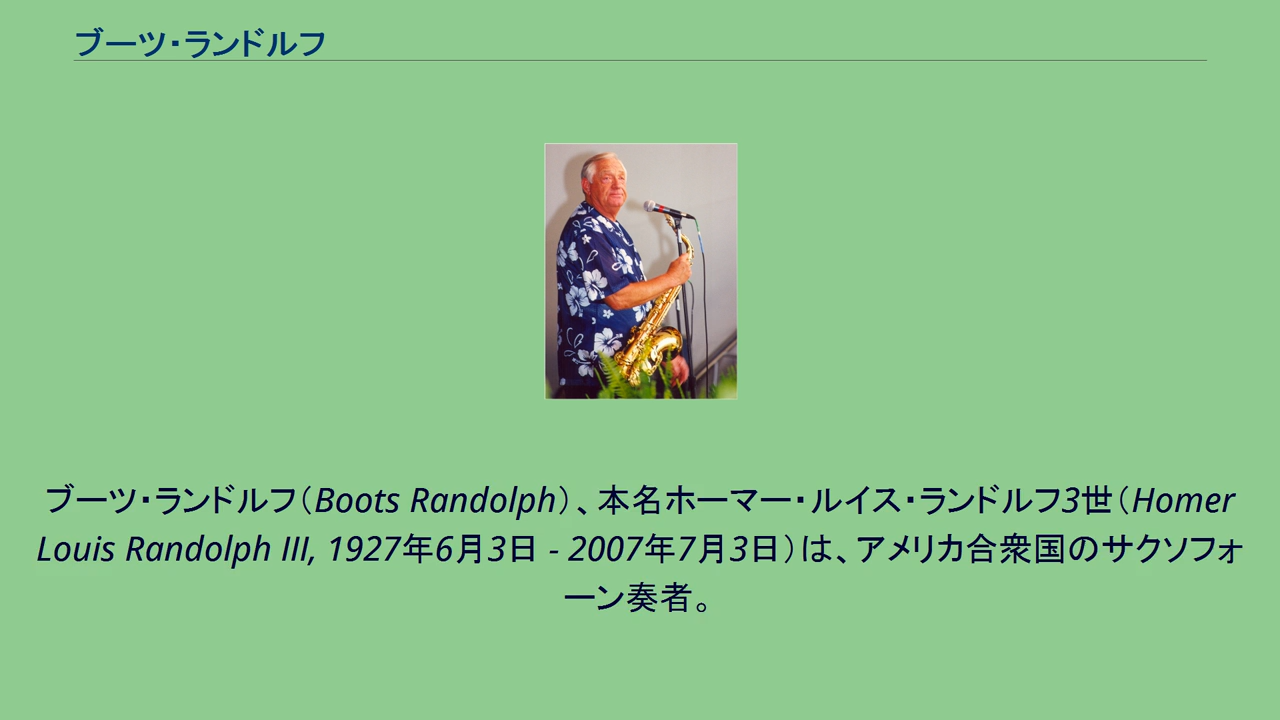 ブーツ・ランドルフ
ブーツ・ランドルフ（Boots Randolph）、本名ホーマー・ルイス・ランドルフ3世（Homer
Louis Randolph III, 1927年6月3日 - 2007年7月3日）は、アメリカ合衆国のサクソフォ
ーン奏者。